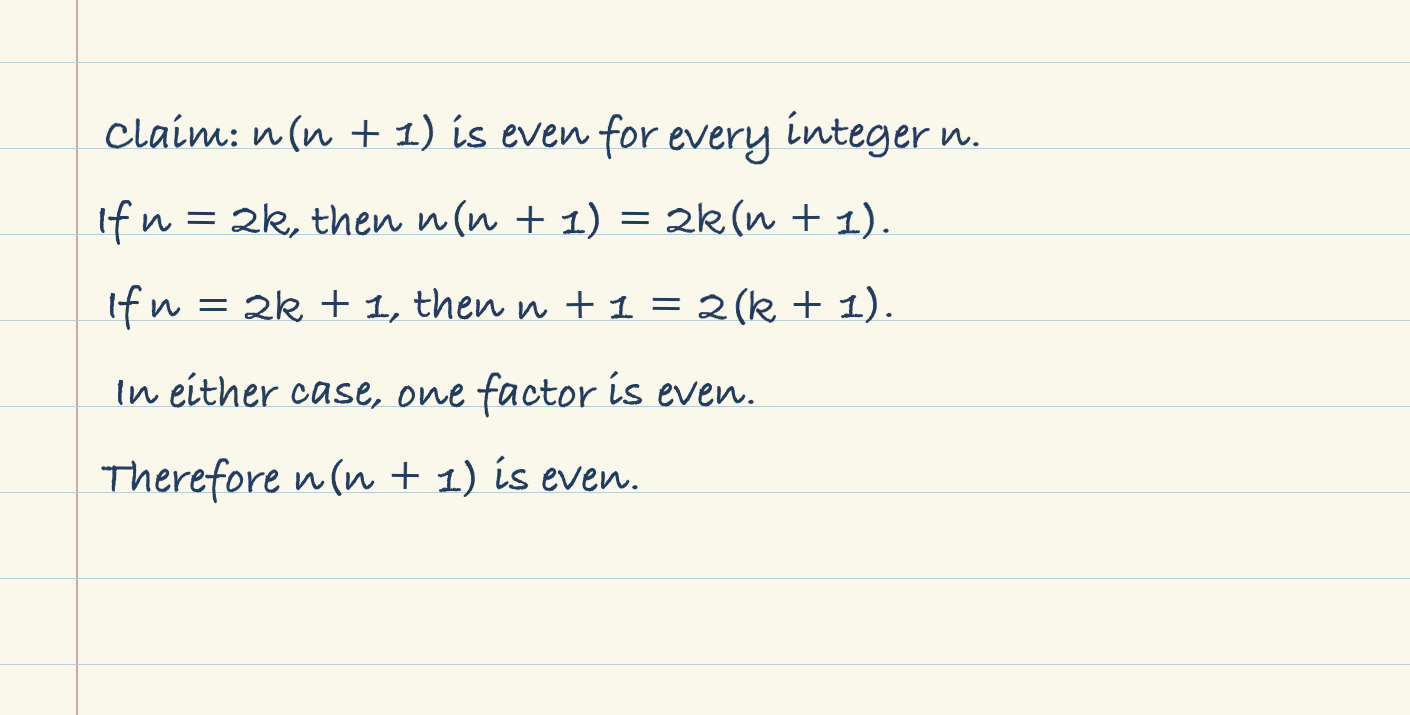 Claim: n(n + 1) is even for every integer n.
If n = 2k, then n(n + 1) = 2k(n + 1).
If n = 2k + 1, then n + 1 = 2(k + 1).
In either case, one factor is even.
Therefore n(n + 1) is even.